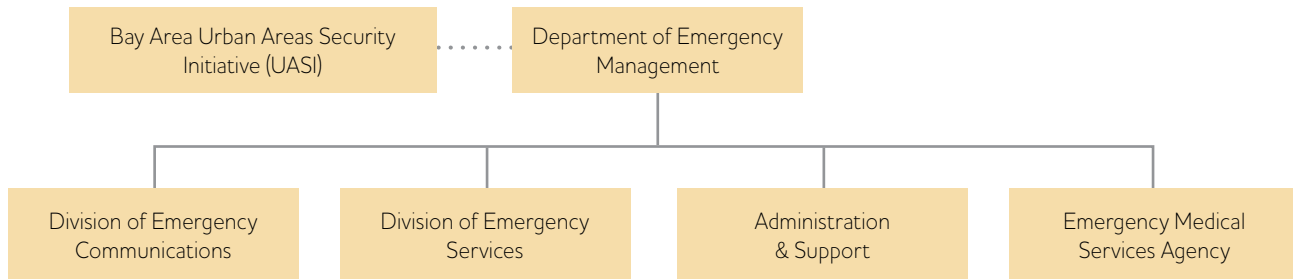 Bay Area Urban Areas Security
Initiative (UASI)
Department of Emergency
Management
Division of Emergency
Communications
Division of Emergency
Services
Administration
& Support
Emergency Medical
Services Agency